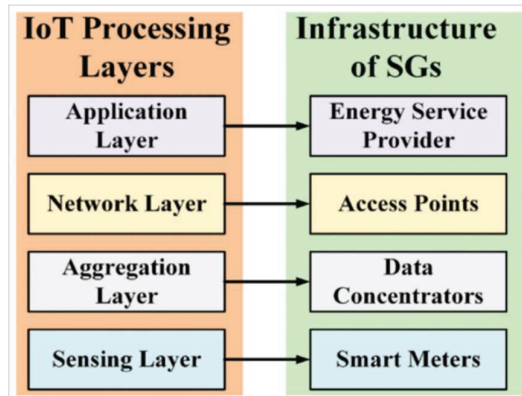 IoT Processing
Layers
Infrastructure
of SGs
Application
Layer
Energy Service
Provider
Network Layer
Access Points
Aggregation
Layer
Data
Concentrators
Sensing Layer
Smart Meters